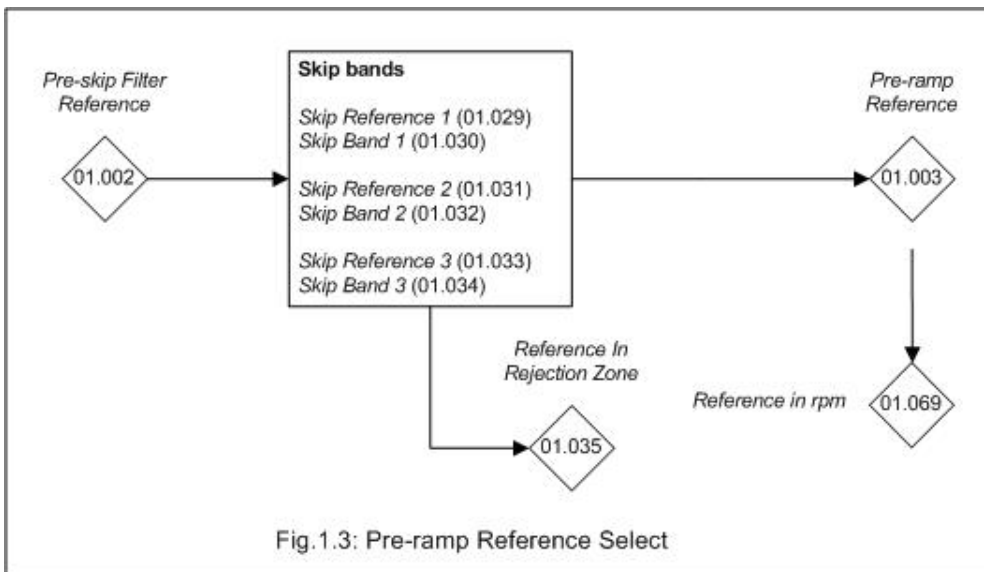 Pre-skip Filter
Reference
01.002
Skip bands
Skip Reference 1 (01.029)
Skip Band 1 (01.030)
Skip Reference 2 (01.031)
Skip Band 2 (01.032)
Skip Reference 3 (01.033)
Skip Band 3 (01.034)
Pre-ramp
Reference
01.003
Reference In
Rejection Zone
01.035
Reference in rpm
01.069
Fig.1.3: Pre-ramp Reference Select